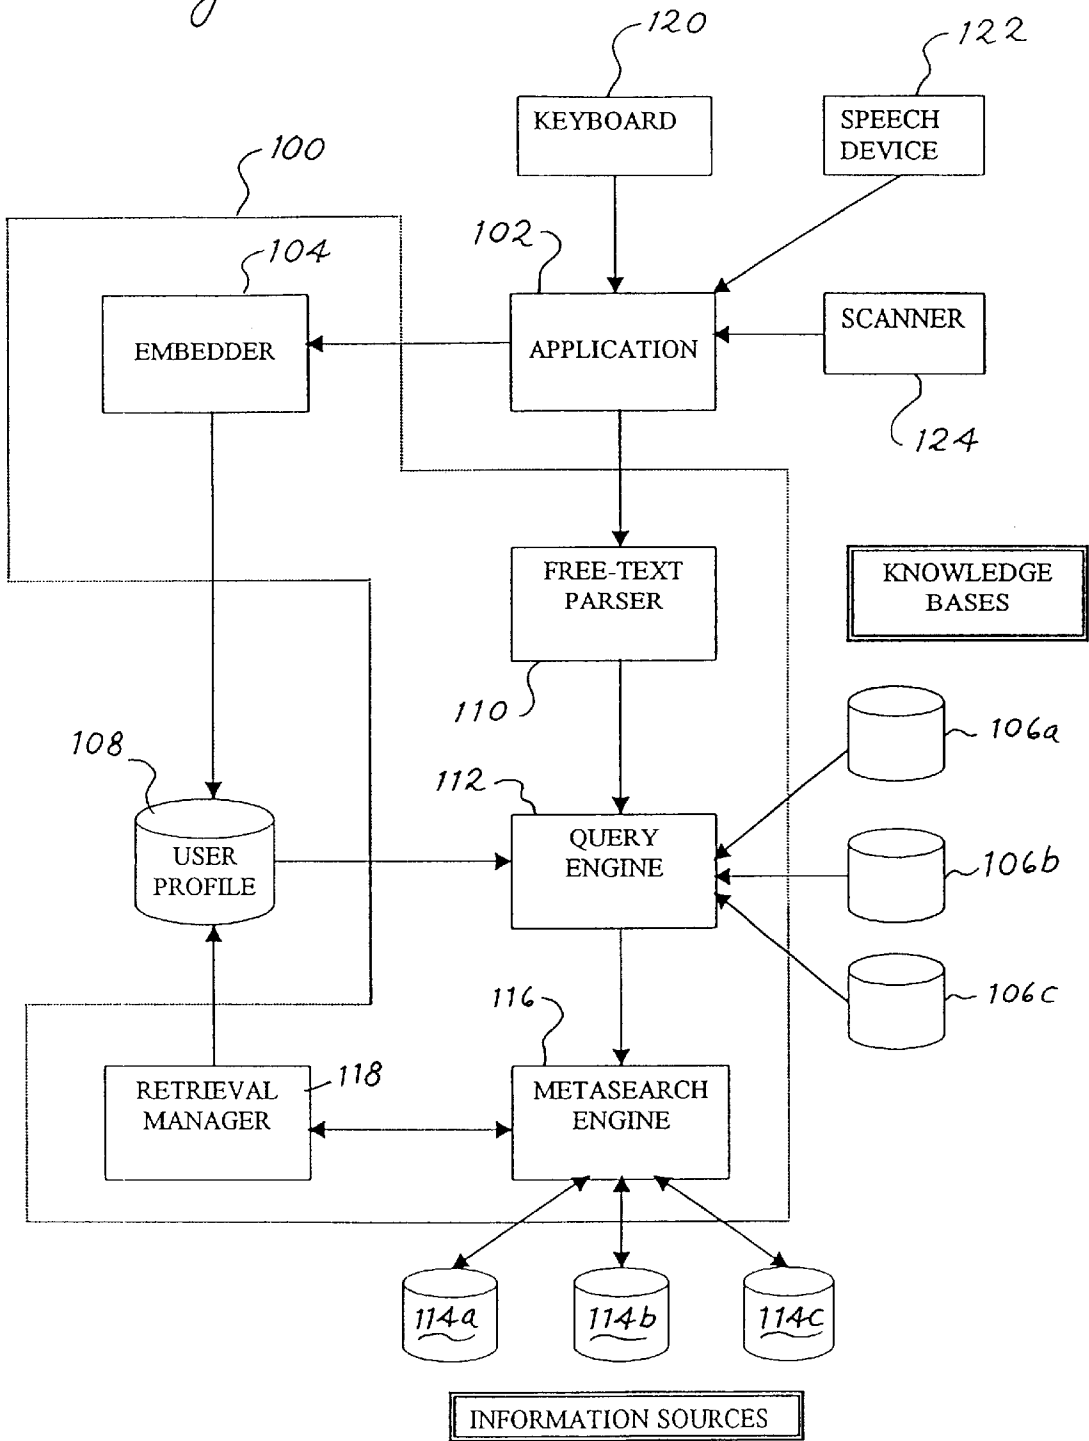 120
122
KEYBOARD
SPEECH
DEVICE
100
102
104
EMBEDDER
APPLICATION
SCANNER
124
FREE-TEXT
PARSER
110
KNOWLEDGE
BASES
106a
108
USER
PROFILE
112
QUERY
ENGINE
106b
106c
116
RETRIEVAL
MANAGER
118
METASEARCH
ENGINE
114a
114b
114c
INFORMATION SOURCES